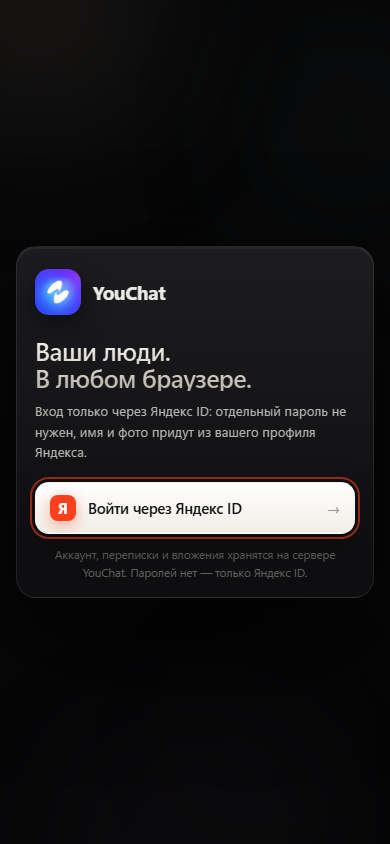 YouChat
Ваши люди.
В любом браузере.
Вход только через Яндекс ID: отдельный пароль не
нужен, имя и фото придут из вашего профиля
Яндекса.
Я Войти через Яндекс ID →
Аккаунт, переписки и вложения хранятся на сервере
YouChat. Паролей нет — только Яндекс ID.